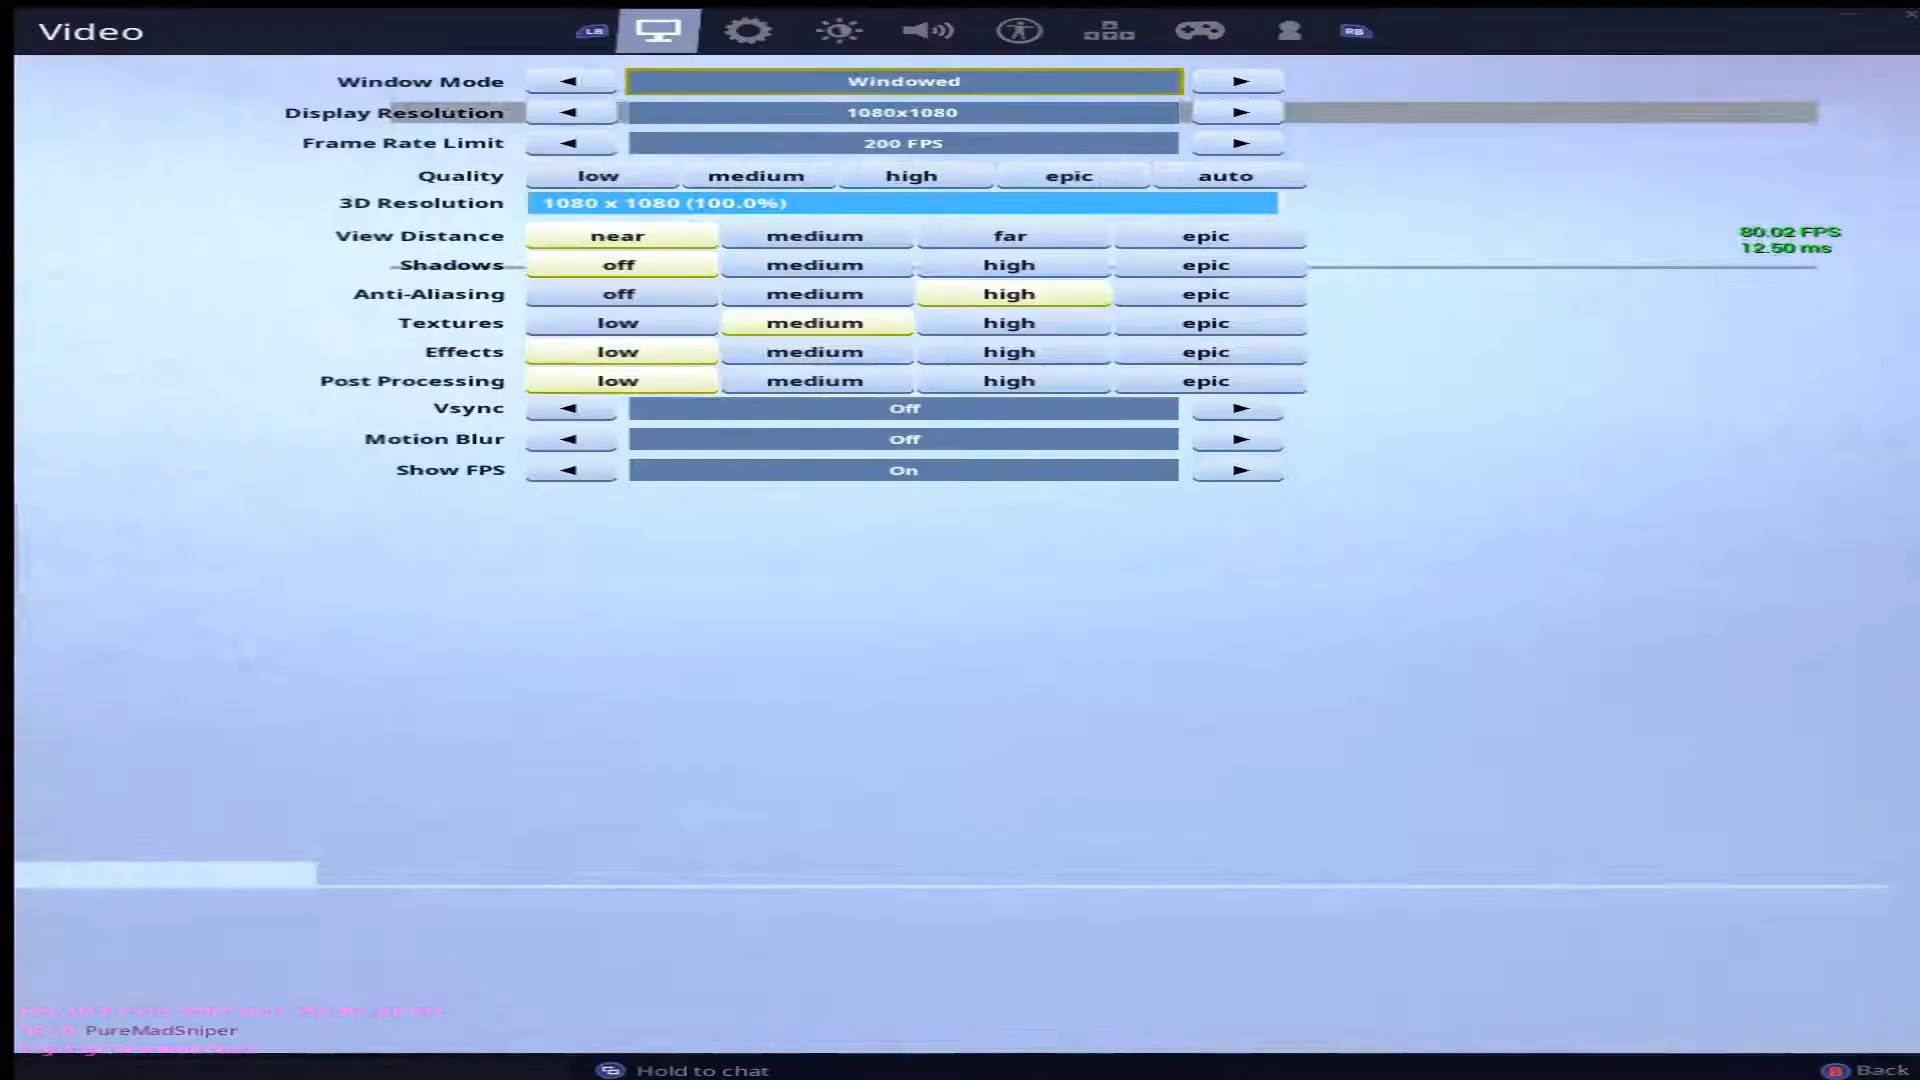 Video LB RB
Window Mode Windowed
Display Resolution 1080x1080
Frame Rate Limit 200 FPS
Quality low medium high epic auto
3D Resolution 1080 x 1080 (100.0%)
View Distance near medium far epic
80.02 FPS
12.50 ms
Shadows off medium high epic
Anti-Aliasing off medium high epic
Textures low medium high epic
Effects low medium high epic
Post Processing low medium high epic
Vsync Off
Motion Blur Off
Show FPS On
PureMadSniper
Hold to chat
B Back